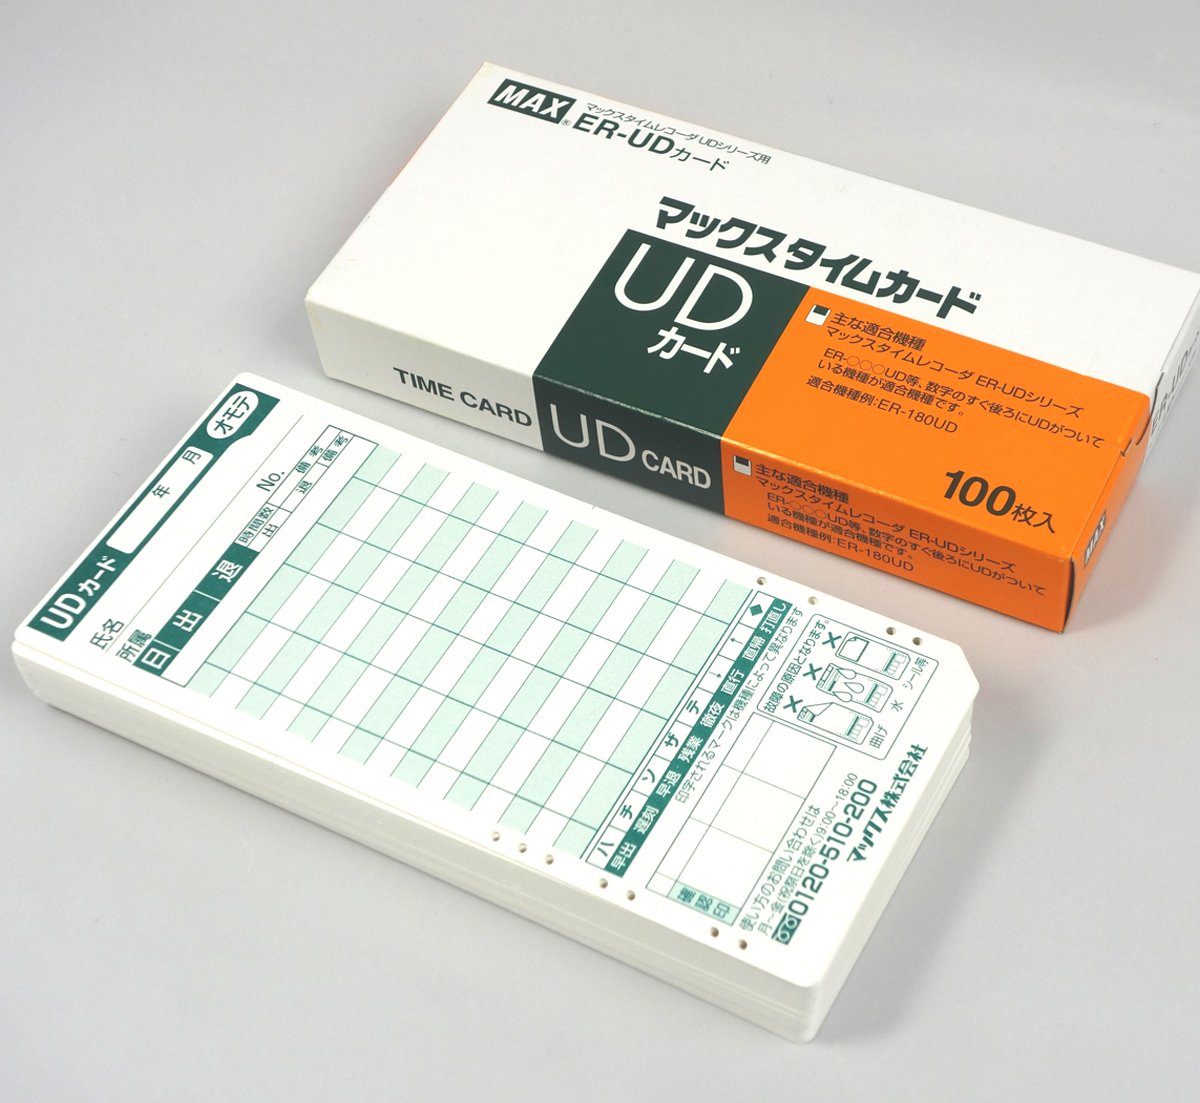 MAX®
マックスタイムレコーダUDシリーズ用
ER-UDカード
マックスタイムカード
UD
カード
主な適合機種
マックスタイムレコーダ ER-UDシリーズ
ER-○○○UD等、数字のすぐ後ろにUDがついて
いる機種が適合機種です。
適合機種例:ER-180UD
100枚入
TIME CARD
UD CARD
主な適合機種
マックスタイムレコーダ ER-UDシリーズ
ER-○○○UD等、数字のすぐ後ろにUDがついて
いる機種が適合機種です。
適合機種例:ER-180UD
MAX
UDカード
年 月
オモテ
氏名
No.
所属
日 出 退 時間数 備考
出 退 備考
ハ チ ソ ザ デ ↓ ↑ ◆
早出 遅刻 早退 残業 徹夜 直行 直帰 打直し
印字されるマークは機種によって異なります
確認印
故障の原因となります。
曲げ 水 シール等
使い方のお問い合わせは
月~金(祝祭日を除く)9:00~18:00
0120-510-200
マックス株式会社